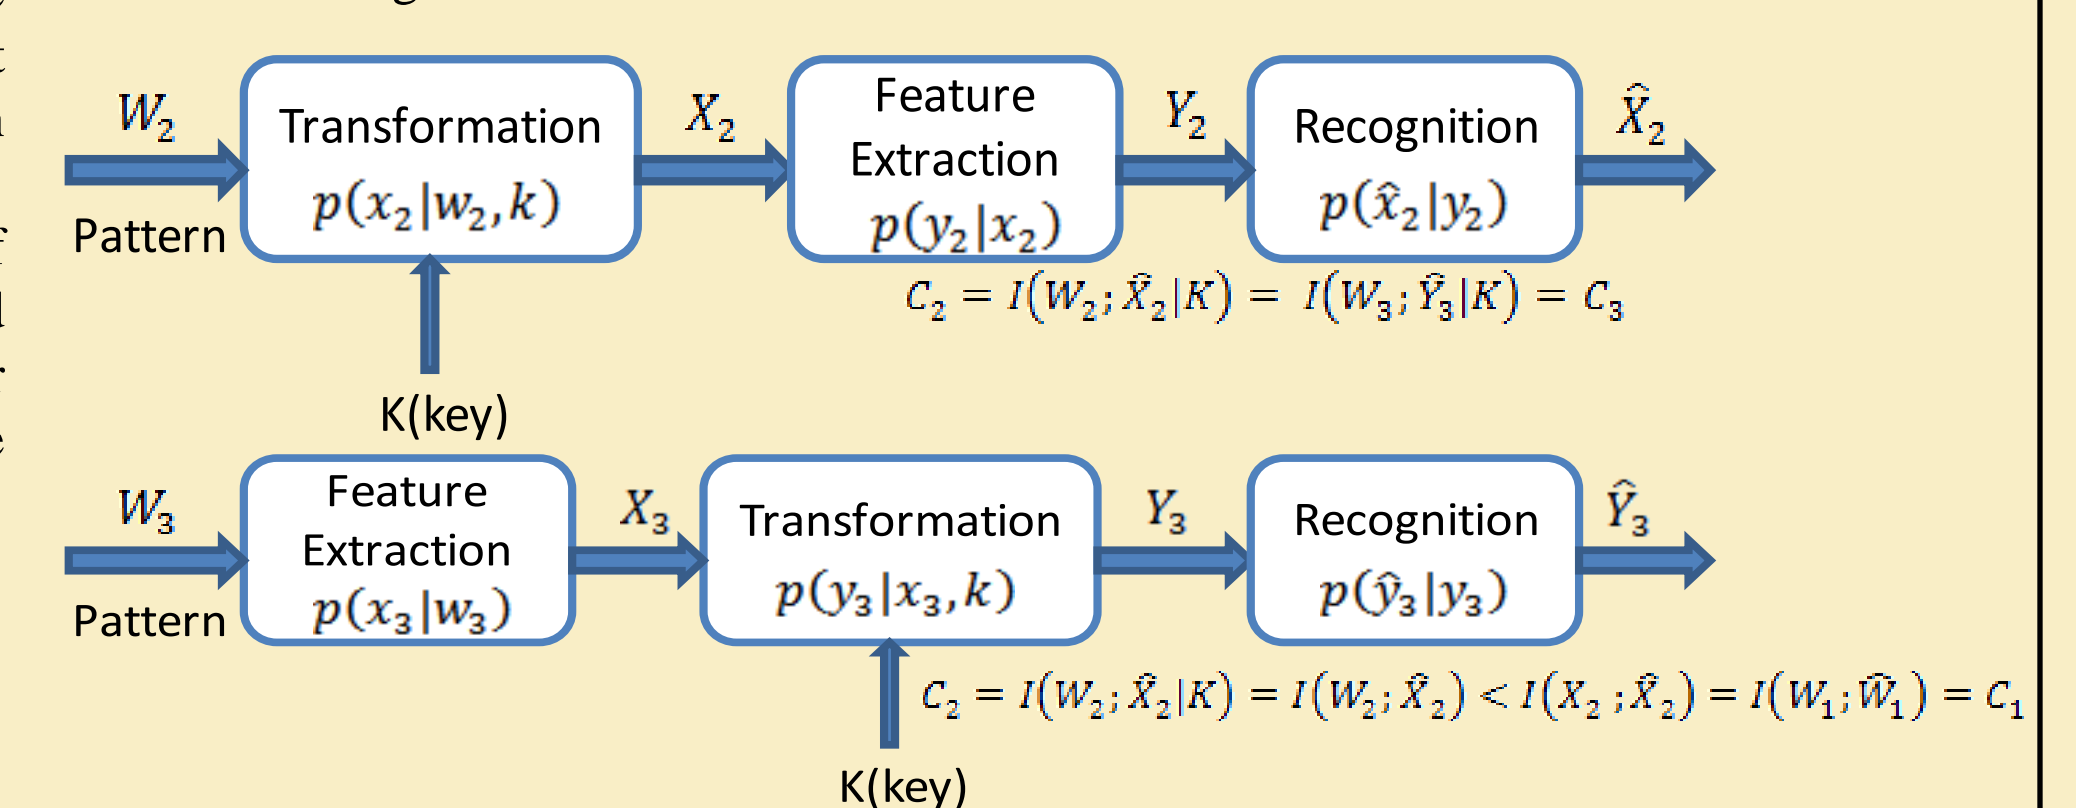 W₂
Transformation
p(x₂|w₂, k)
X₂
Feature
Extraction
p(y₂|x₂)
Y₂
Recognition
p(x̂₂|y₂)
X̂₂
Pattern
K(key)
C₂ = I(W₂; X̂₂|K) = I(W₃; Ŷ₃|K) = C₃
W₃
Feature
Extraction
p(x₃|w₃)
X₃
Transformation
p(y₃|x₃, k)
Y₃
Recognition
p(ŷ₃|y₃)
Ŷ₃
Pattern
K(key)
C₂ = I(W₂; X̂₂|K) = I(W₂; X̂₂) < I(X₂ ; X̂₂) = I(W₁; Ŵ₁) = C₁